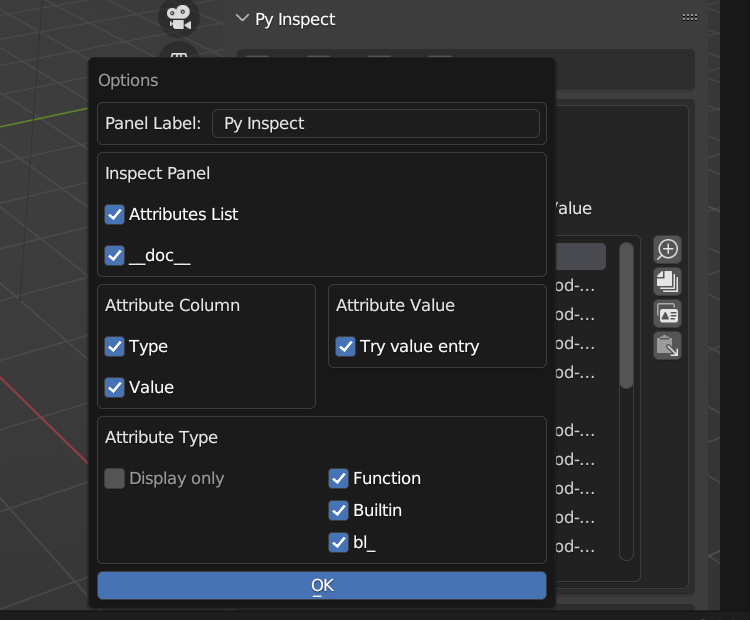 Py Inspect
Options
Panel Label: Py Inspect
Inspect Panel
Attributes List
__doc__
Attribute Column
Type
Value
Attribute Value
Try value entry
Attribute Type
Display only
Function
Builtin
bl_
OK
alue
od-...
od-...
od-...
od-...
od-...
od-...
od-...
od-...
od-...